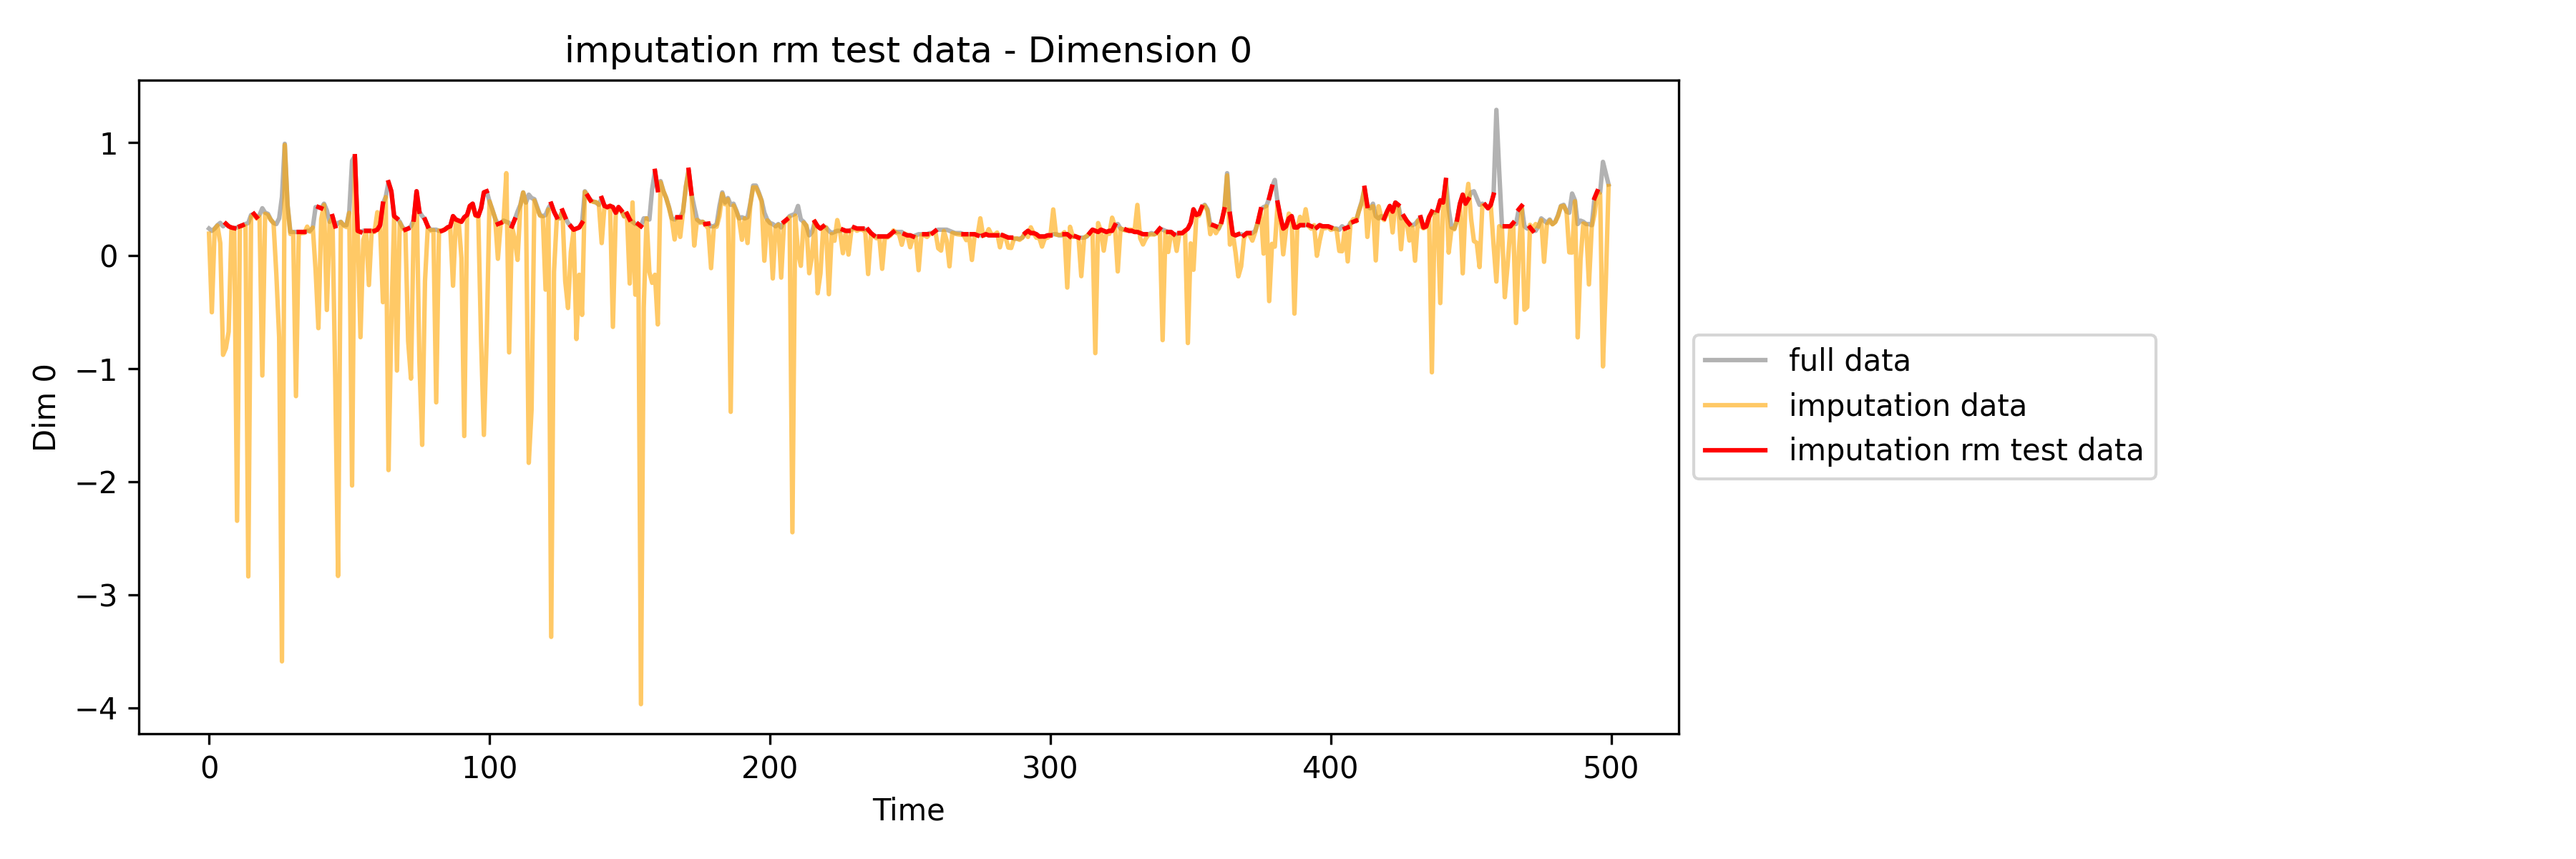 imputation rm test data - Dimension 0
1
0
−1
−2
−3
−4
Dim 0
0 100 200 300 400 500
Time
full data
imputation data
imputation rm test data